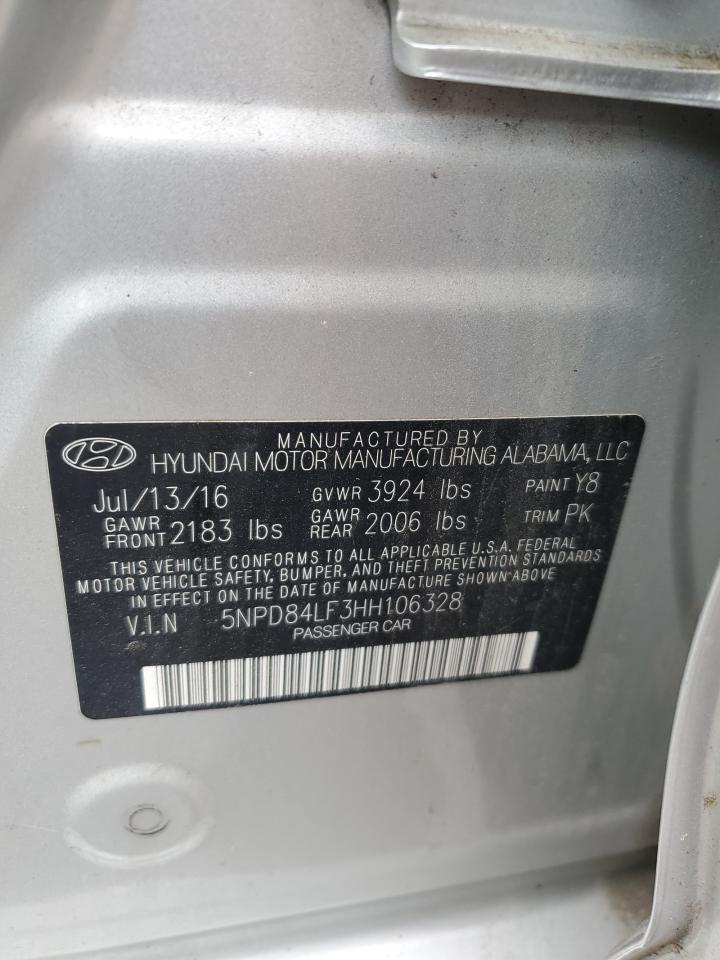 MANUFACTURED BY
HYUNDAI MOTOR MANUFACTURING ALABAMA, LLC
Jul/13/16 GVWR 3924 lbs PAINT Y8
GAWR FRONT 2183 lbs GAWR REAR 2006 lbs TRIM PK
THIS VEHICLE CONFORMS TO ALL APPLICABLE U.S.A. FEDERAL
MOTOR VEHICLE SAFETY, BUMPER, AND THEFT PREVENTION STANDARDS
IN EFFECT ON THE DATE OF MANUFACTURE SHOWN ABOVE
V.I.N 5NPD84LF3HH106328
PASSENGER CAR